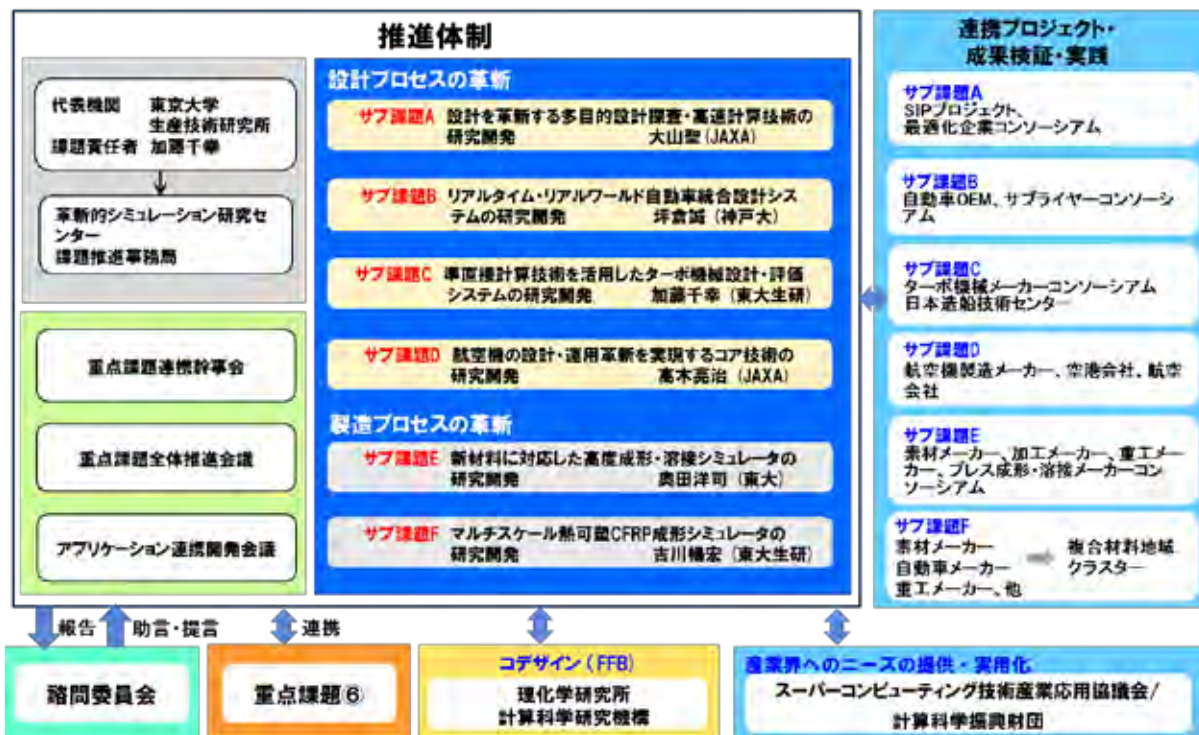 推進体制
代表機関 東京大学
生産技術研究所
課題責任者 加藤千幸
革新的シミュレーション研究セ
ンター
課題推進事務局
重点課題連携幹事会
重点課題全体推進会議
アプリケーション連携開発会議
設計プロセスの革新
サブ課題A 設計を革新する多目的設計探査・高速計算技術の
研究開発 大山聖(JAXA)
サブ課題B リアルタイム・リアルワールド自動車統合設計シス
テムの研究開発 坪倉誠(神戸大)
サブ課題C 準直接計算技術を活用したターボ機械設計・評価
システムの研究開発 加藤千幸(東大生研)
サブ課題D 航空機の設計・運用革新を実現するコア技術の
研究開発 高木亮治(JAXA)
製造プロセスの革新
サブ課題E 新材料に対応した高度成形・溶接シミュレータの
研究開発 奥田洋司(東大)
サブ課題F マルチスケール熱可塑CFRP成形シミュレータの
研究開発 吉川暢宏(東大生研)
連携プロジェクト・
成果検証・実践
サブ課題A
SIPプロジェクト、
最適化企業コンソーシアム
サブ課題B
自動車OEM、サプライヤーコンソーシ
アム
サブ課題C
ターボ機械メーカーコンソーシアム
日本造船技術センター
サブ課題D
航空機製造メーカー、空港会社、航空
会社
サブ課題E
素材メーカー、加工メーカー、重工メー
カー、プレス成形・溶接メーカーコン
ソーシアム
サブ課題F
素材メーカー 複合材料地域
自動車メーカー クラスター
重工メーカー、他
報告 助言・提言 連携
諮問委員会
重点課題⑥
コデザイン(FFB)
理化学研究所
計算科学研究機構
産業界へのニーズの提供・実用化
スーパーコンピューティング技術産業応用協議会/
計算科学振興財団